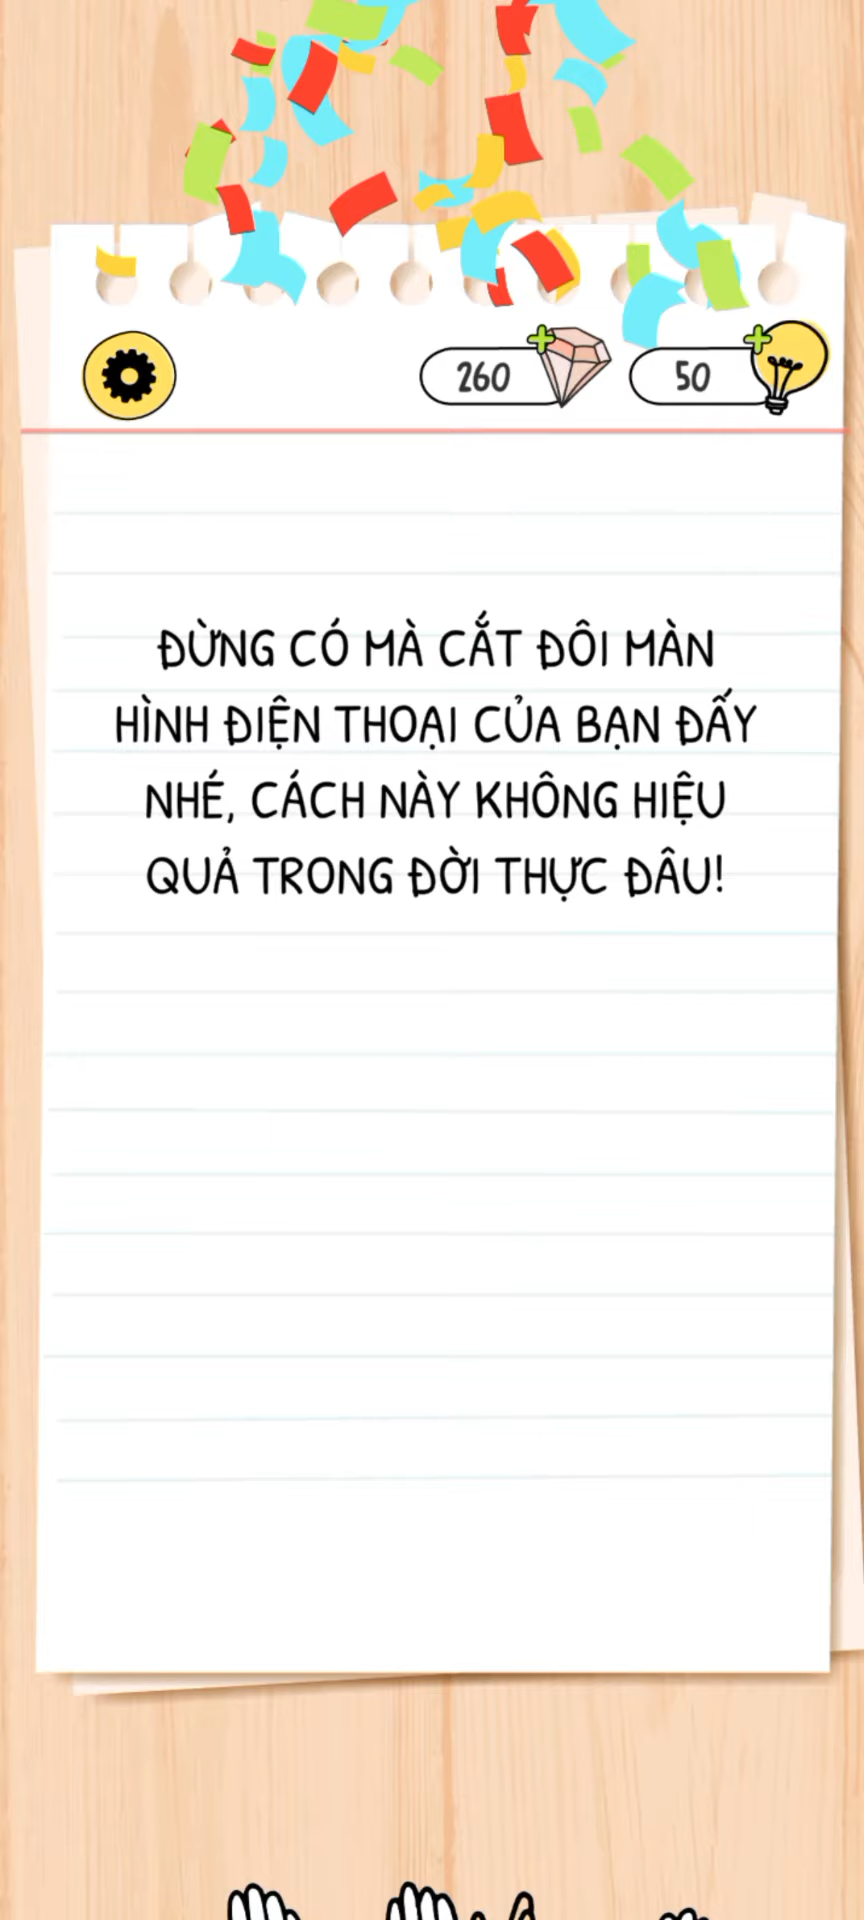 260
50
ĐỪNG CÓ MÀ CẮT ĐÔI MÀN
HÌNH ĐIỆN THOẠI CỦA BẠN ĐẤY
NHÉ, CÁCH NÀY KHÔNG HIỆU
QUẢ TRONG ĐỜI THỰC ĐÂU!